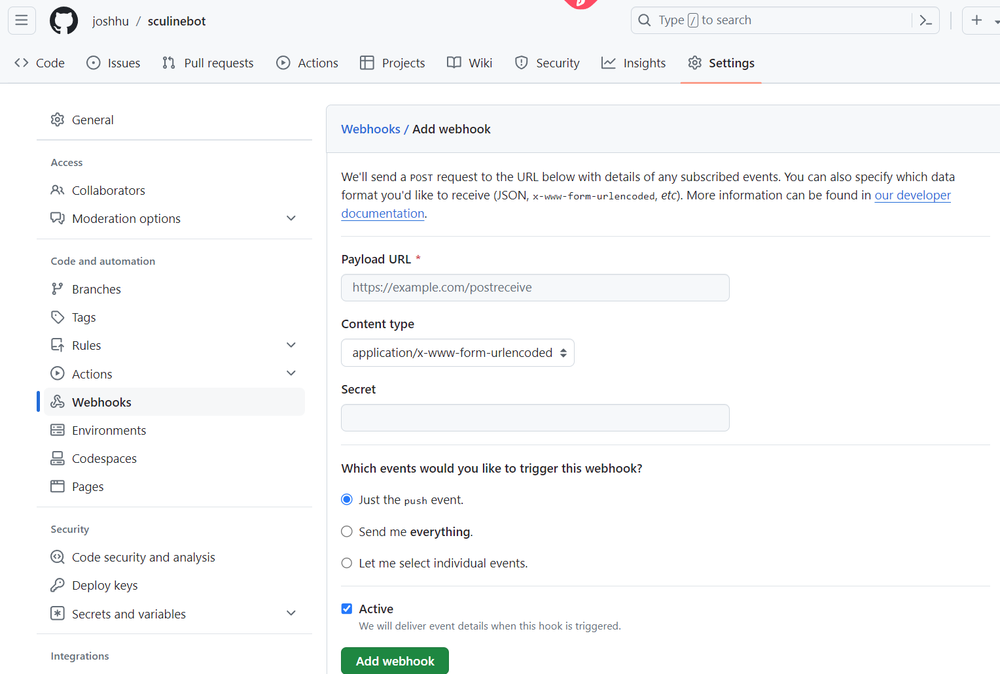 joshhu / sculinebot
Type / to search
Code Issues Pull requests Actions Projects Wiki Security Insights Settings
General
Access
Collaborators
Moderation options
Code and automation
Branches
Tags
Rules
Actions
Webhooks
Environments
Codespaces
Pages
Security
Code security and analysis
Deploy keys
Secrets and variables
Integrations
Webhooks / Add webhook
We'll send a POST request to the URL below with details of any subscribed events. You can also specify which data
format you'd like to receive (JSON, x-www-form-urlencoded, etc). More information can be found in our developer
documentation.
Payload URL *
https://example.com/postreceive
Content type
application/x-www-form-urlencoded
Secret
Which events would you like to trigger this webhook?
Just the push event.
Send me everything.
Let me select individual events.
Active
We will deliver event details when this hook is triggered.
Add webhook